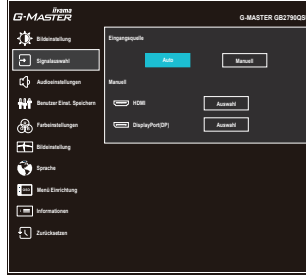 iiyama
G-MASTER
G-MASTER GB2790QS
Bildeinstellung
Eingangsquelle
Signalauswahl
Auto
Manuell
Audioeinstellungen
Manuell
Benutzer Einst. Speichern
HDMI
Auswahl
Farbeinstellungen
DisplayPort(DP)
Auswahl
Bildeinstellung
Sprache
Menü Einrichtung
Informationen
Zurücksetzen